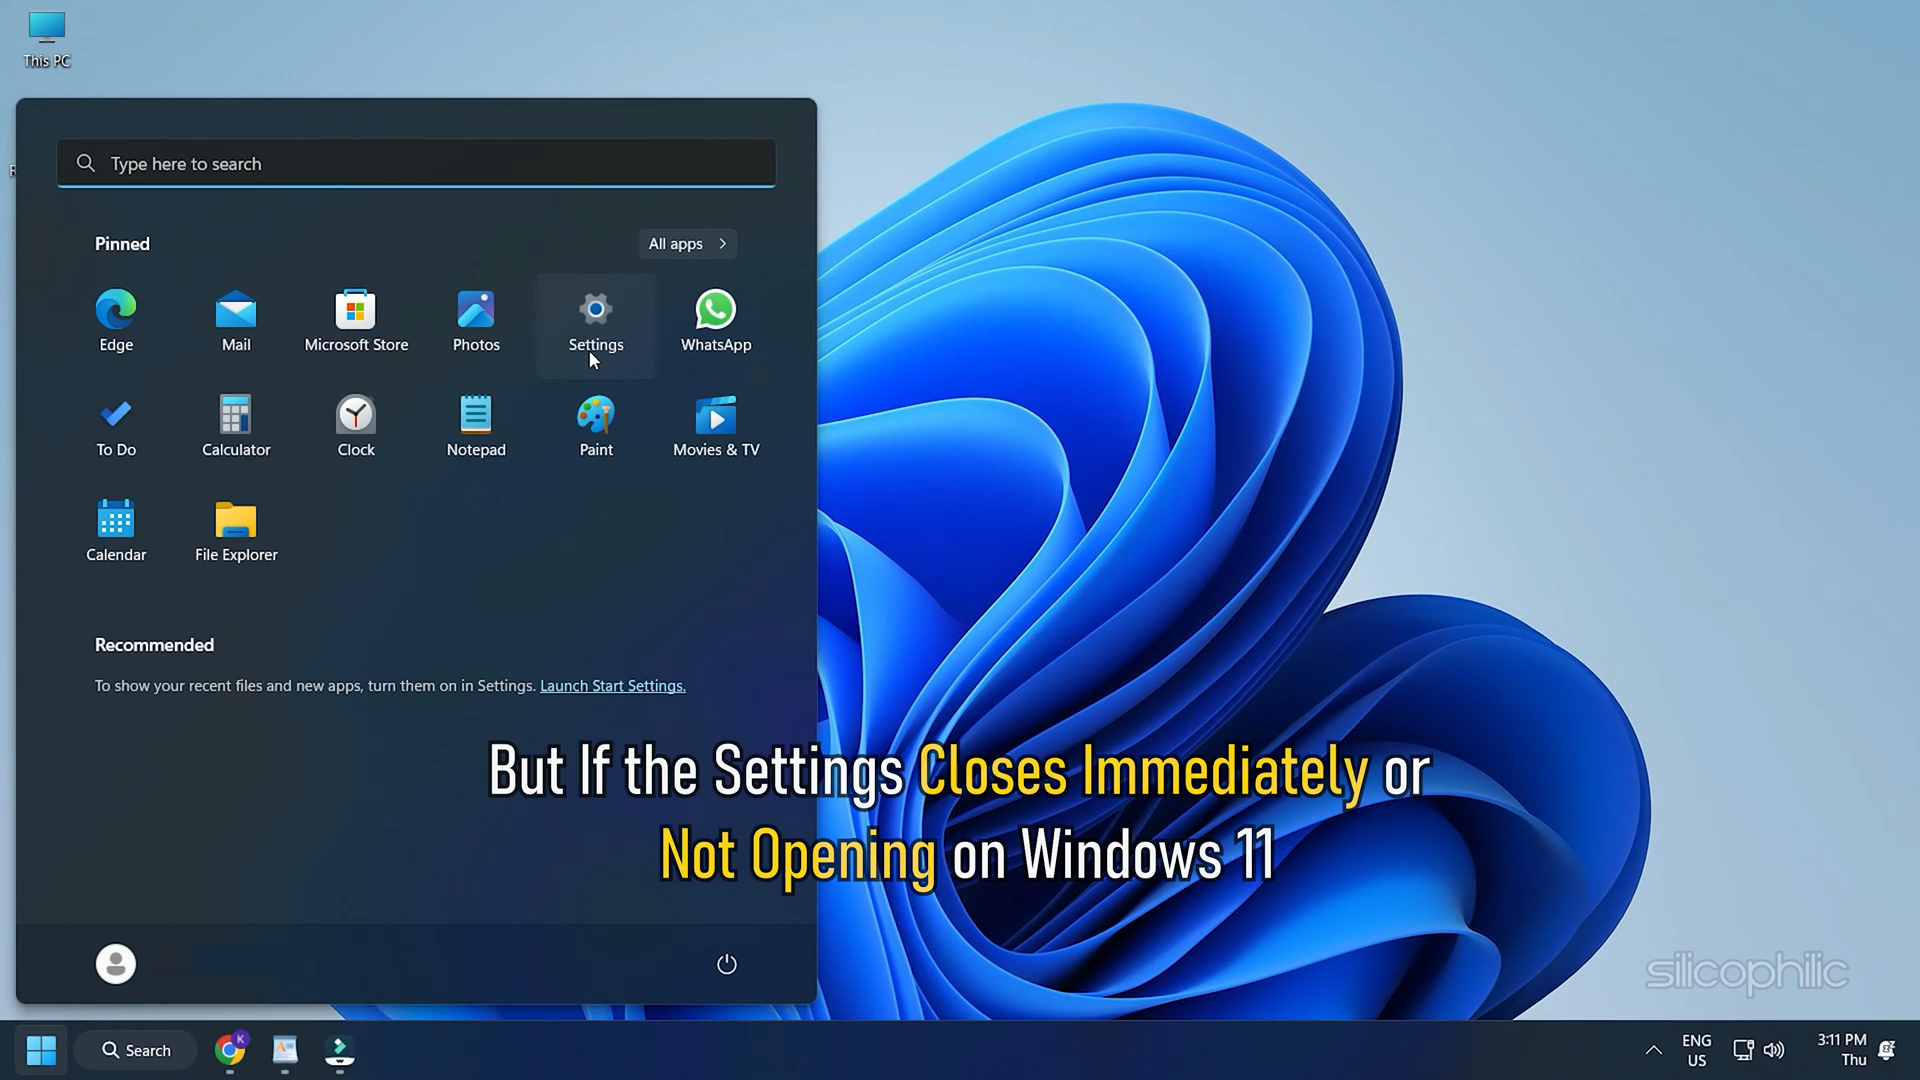 This PC
R
Type here to search
Pinned
All apps
Edge
Mail
Microsoft Store
Photos
Settings
WhatsApp
To Do
Calculator
Clock
Notepad
Paint
Movies & TV
Calendar
File Explorer
Recommended
To show your recent files and new apps, turn them on in Settings. Launch Start Settings.
But If the Settings Closes Immediately or
Not Opening on Windows 11
silicophilic
Search
K
ENG
US
3:11 PM
Thu